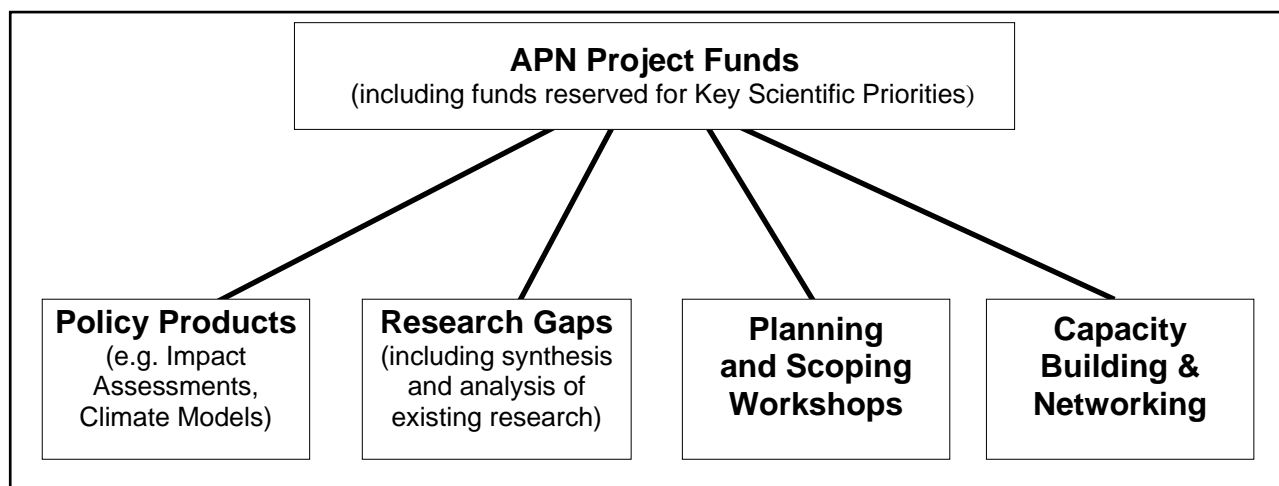 APN Project Funds
(including funds reserved for Key Scientific Priorities)
Policy Products
(e.g. Impact
Assessments,
Climate Models)
Research Gaps
(including synthesis
and analysis of
existing research)
Planning
and Scoping
Workshops
Capacity
Building &
Networking